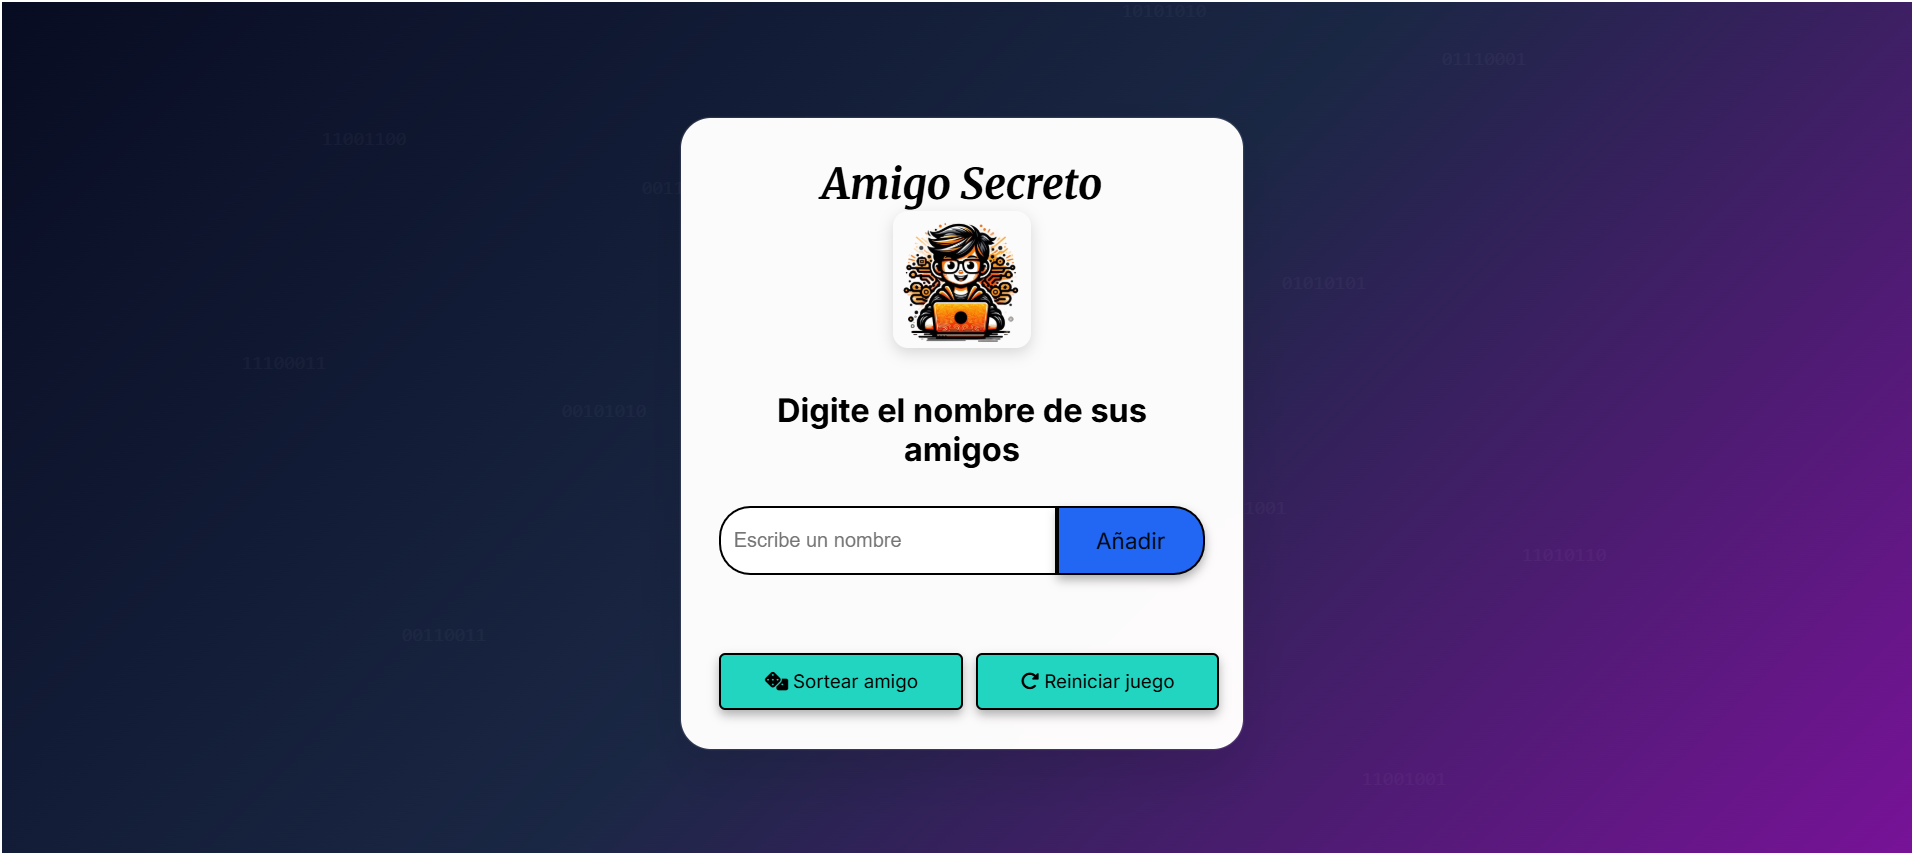 10101010
01110001
11001100
0011
Amigo Secreto
01010101
11100011
00101010
Digite el nombre de sus
amigos
1001
Escribe un nombre
Añadir
11010110
00110011
Sortear amigo
Reiniciar juego
11001001